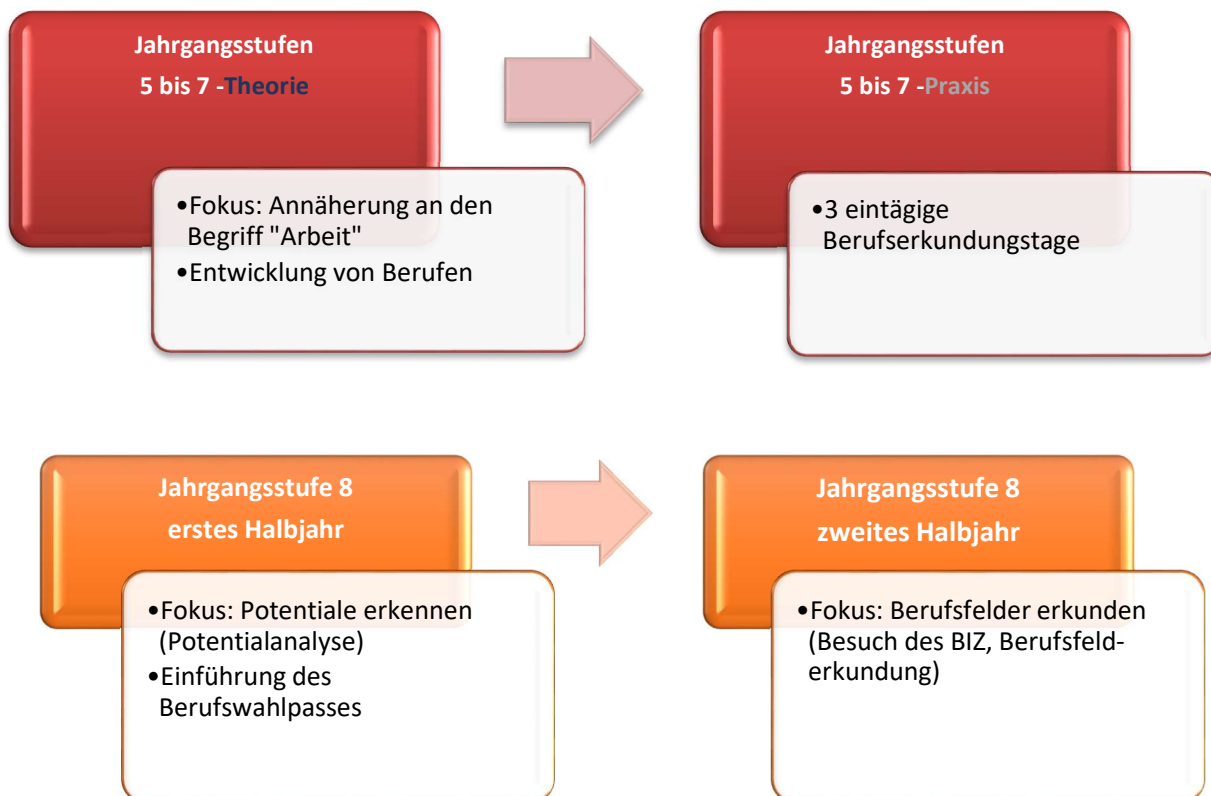 Jahrgangsstufen
5 bis 7 -Theorie
•Fokus: Annäherung an den
Begriff "Arbeit"
•Entwicklung von Berufen
Jahrgangsstufen
5 bis 7 -Praxis
•3 eintägige
Berufserkundungstage
Jahrgangsstufe 8
erstes Halbjahr
•Fokus: Potentiale erkennen
(Potentialanalyse)
•Einführung des
Berufswahlpasses
Jahrgangsstufe 8
zweites Halbjahr
•Fokus: Berufsfelder erkunden
(Besuch des BIZ, Berufsfeld-
erkundung)